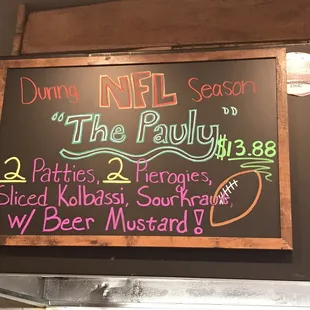 During NFL Season
"The Pauly"
$13.88
2 Patties, 2 Pierogies,
Sliced Kolbassi, Sourkraut,
w/ Beer Mustard!